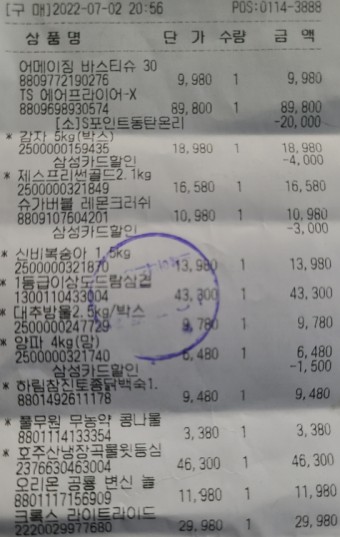 [구 매]2022-07-02 20:56 POS:0114-3888
상 품 명 단 가 수량 금 액
어메이징 바스티슈 30
8809772190276 9,980 1 9,980
TS 에어프라이어-X
8809698930574 89,800 1 89,800
[소]S포인트동탄몬리 -20,000
* 감자 5kg(박스)
2500000159435 18,980 1 18,980
삼성카드할인 -4,000
* 제스프리썬골드2.1kg
2500000321849 16,580 1 16,580
슈가버블 레몬크러쉬
8809107604201 10,980 1 10,980
삼성카드할인 -3,000
* 신비복숭아 1.5kg
2500000321870 13,980 1 13,980
* 1등급이상도드람삼겹
1300110433004 43,300 1 43,300
* 대추방울2.5kg/박스
2500000247729 9,780 1 9,780
* 양파 4kg(망)
2500000321740 6,480 1 6,480
삼성카드할인 -1,500
* 하림참진토종닭백숙1.
8801492611178 9,480 1 9,480
* 풀무원 무농약 콩나물
8801114133354 3,380 1 3,380
* 호주산냉장곡물윗등심
2376630463004 46,300 1 46,300
오리온 공룡 변신 늘
8801117156909 11,980 1 11,980
크록스 라이트라이드
2220029977680 29,980 1 29,980